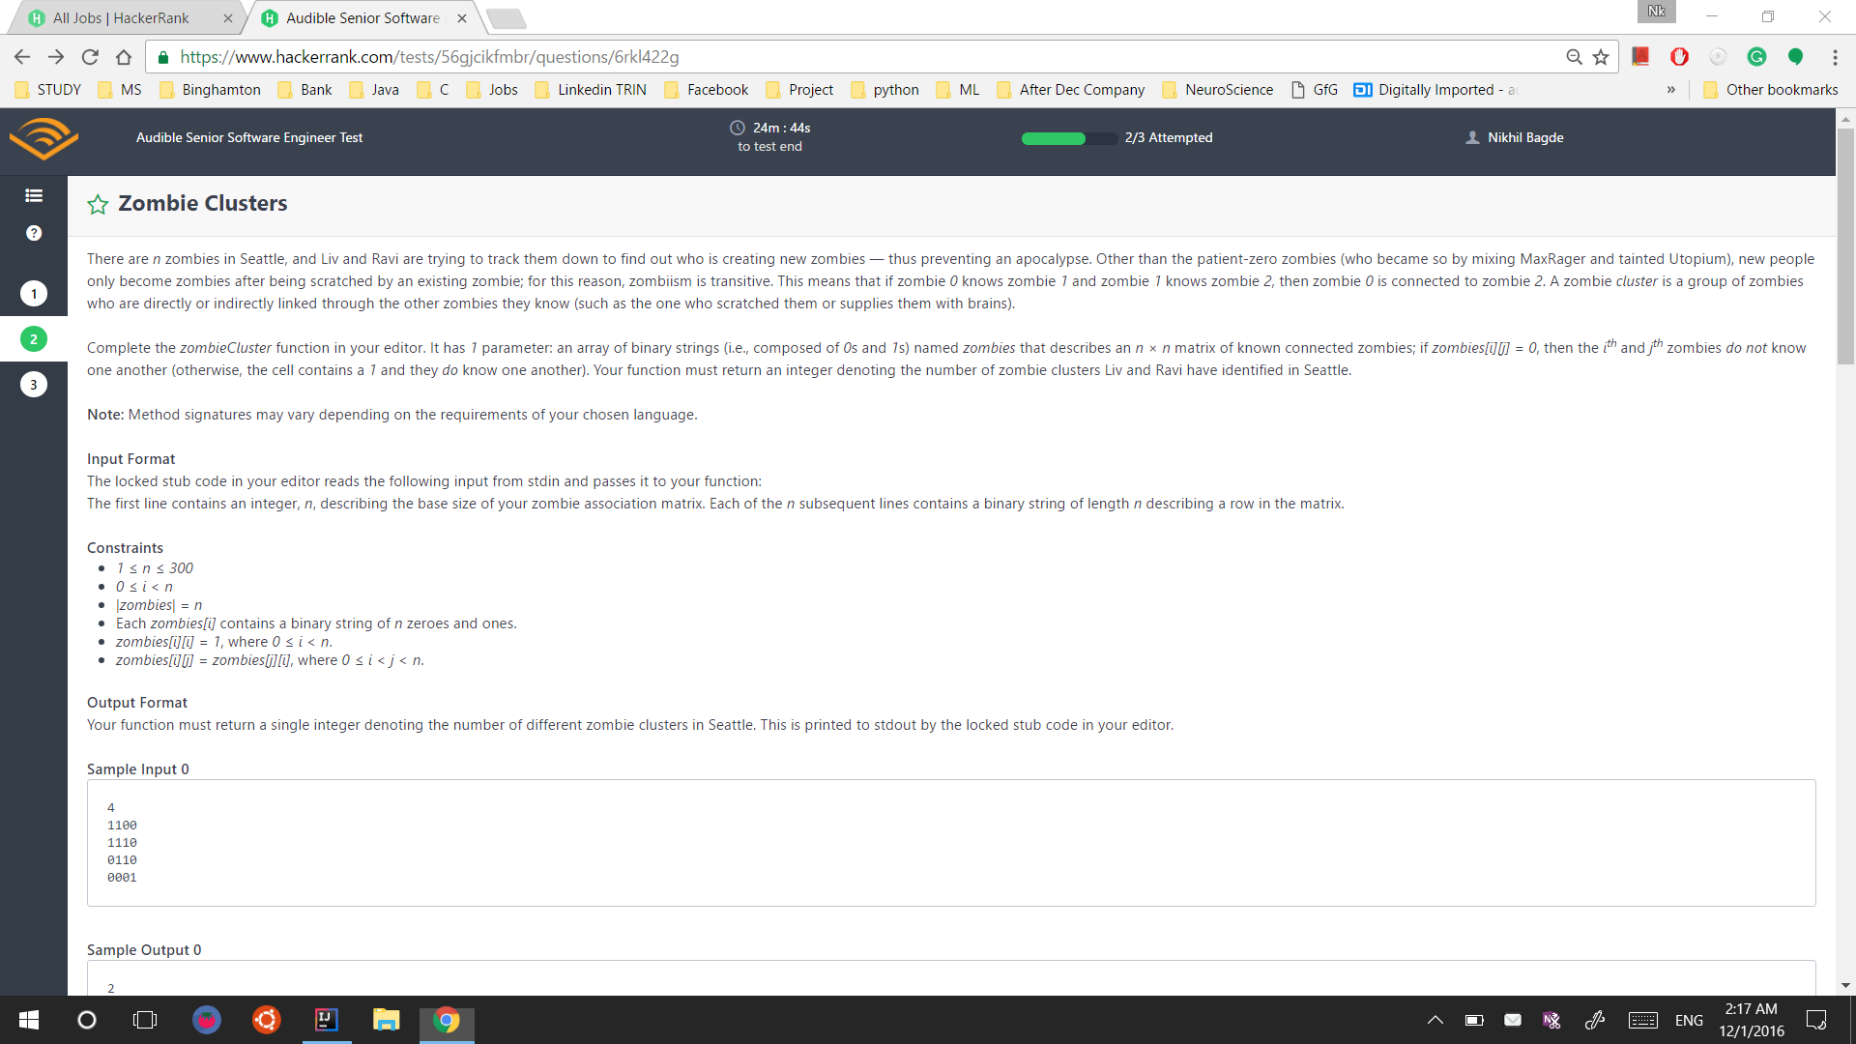 All Jobs | HackerRank
Audible Senior Software
Nk
https://www.hackerrank.com/tests/56gjcikfmbr/questions/6rkl422g
STUDY MS Binghamton Bank Java C Jobs Linkedin TRIN Facebook Project python ML After Dec Company NeuroScience GfG Digitally Imported - Other bookmarks
Audible Senior Software Engineer Test
24m : 44s
to test end
2/3 Attempted
Nikhil Bagde
Zombie Clusters
1
2
3
There are n zombies in Seattle, and Liv and Ravi are trying to track them down to find out who is creating new zombies — thus preventing an apocalypse. Other than the patient-zero zombies (who became so by mixing MaxRager and tainted Utopium), new people
only become zombies after being scratched by an existing zombie; for this reason, zombiism is transitive. This means that if zombie 0 knows zombie 1 and zombie 1 knows zombie 2, then zombie 0 is connected to zombie 2. A zombie cluster is a group of zombies
who are directly or indirectly linked through the other zombies they know (such as the one who scratched them or supplies them with brains).
Complete the zombieCluster function in your editor. It has 1 parameter: an array of binary strings (i.e., composed of 0s and 1s) named zombies that describes an n × n matrix of known connected zombies; if zombies[i][j] = 0, then the ith and jth zombies do not know
one another (otherwise, the cell contains a 1 and they do know one another). Your function must return an integer denoting the number of zombie clusters Liv and Ravi have identified in Seattle.
Note: Method signatures may vary depending on the requirements of your chosen language.
Input Format
The locked stub code in your editor reads the following input from stdin and passes it to your function:
The first line contains an integer, n, describing the base size of your zombie association matrix. Each of the n subsequent lines contains a binary string of length n describing a row in the matrix.
Constraints
• 1 ≤ n ≤ 300
• 0 ≤ i < n
• |zombies| = n
• Each zombies[i] contains a binary string of n zeroes and ones.
• zombies[i][i] = 1, where 0 ≤ i < n.
• zombies[i][j] = zombies[j][i], where 0 ≤ i < j < n.
Output Format
Your function must return a single integer denoting the number of different zombie clusters in Seattle. This is printed to stdout by the locked stub code in your editor.
Sample Input 0
4
1100
1110
0110
0001
Sample Output 0
2
ENG
2:17 AM
12/1/2016